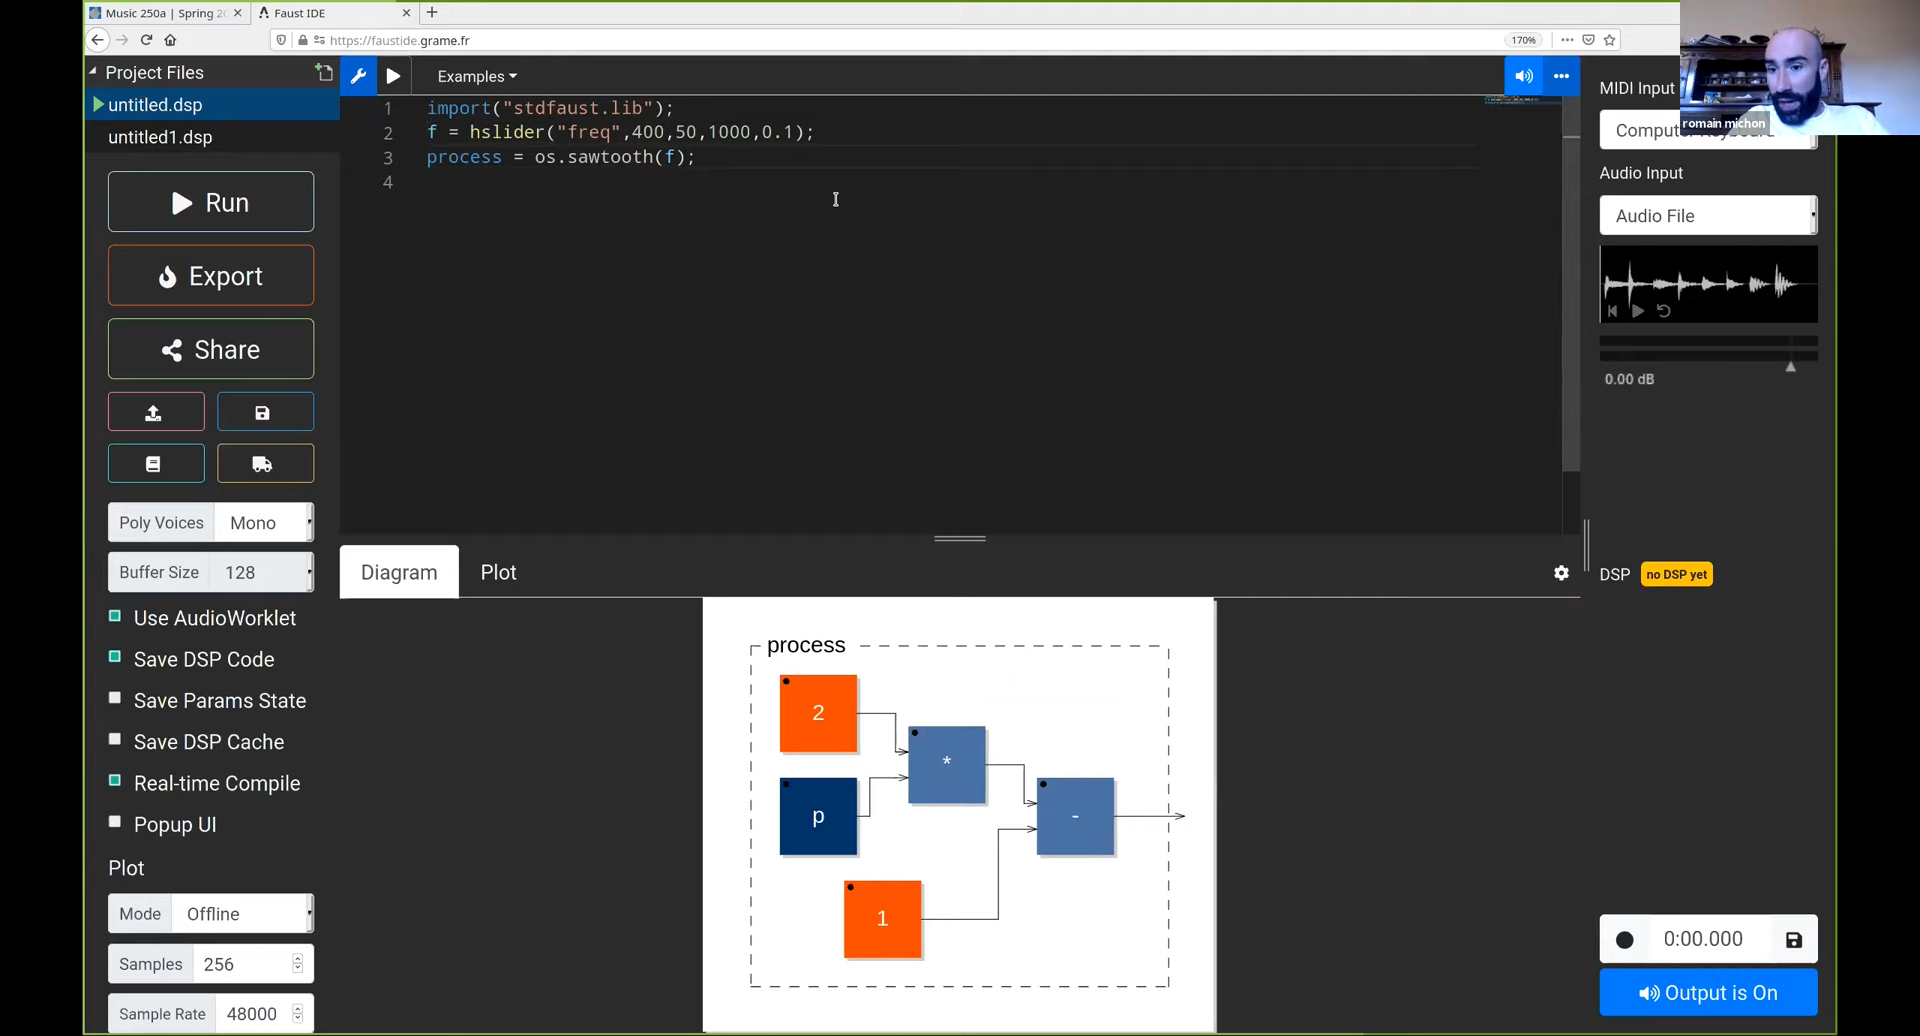 Music 250a | Spring 20
Faust IDE
https://faustide.grame.fr
170%
Project Files
untitled.dsp
untitled1.dsp
Run
Export
Share
Poly Voices Mono
Buffer Size 128
Use AudioWorklet
Save DSP Code
Save Params State
Save DSP Cache
Real-time Compile
Popup UI
Plot
Mode Offline
Samples 256
Sample Rate 48000
Examples
1 import("stdfaust.lib");
2 f = hslider("freq",400,50,1000,0.1);
3 process = os.sawtooth(f);
4
Diagram Plot
process
2
*
p
-
1
romain michon
MIDI Input
Audio Input
Audio File
0.00 dB
DSP no DSP yet
0:00.000
Output is On